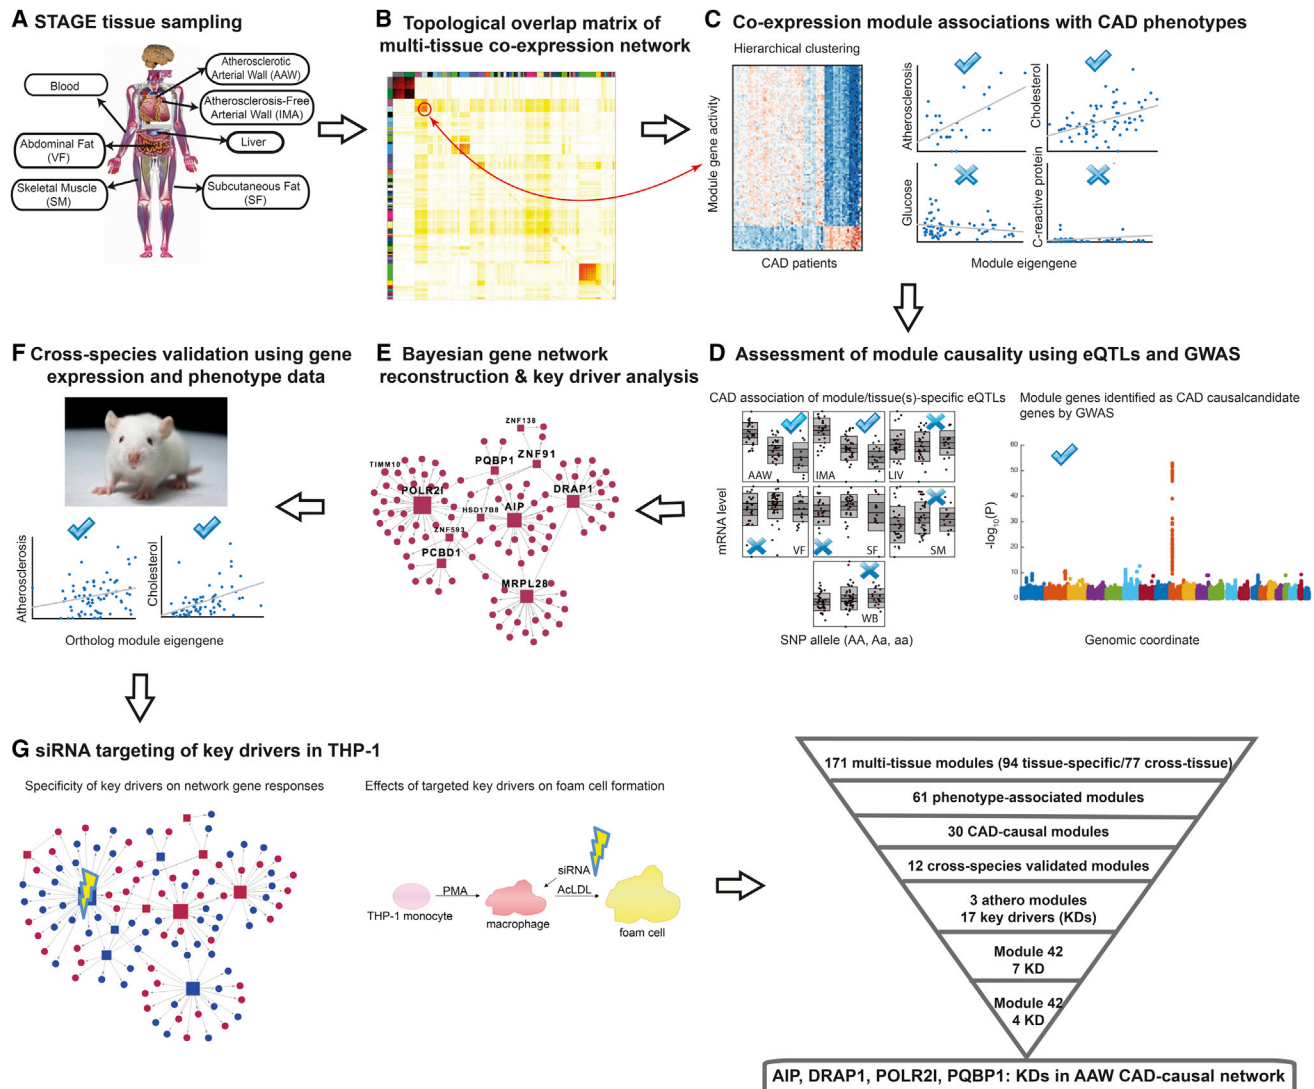 A STAGE tissue sampling
Blood
Atherosclerotic
Arterial Wall (AAW)
Atherosclerosis-Free
Arterial Wall (IMA)
Liver
Abdominal Fat
(VF)
Skeletal Muscle
(SM)
Subcutaneous Fat
(SF)
B Topological overlap matrix of
multi-tissue co-expression network
C Co-expression module associations with CAD phenotypes
Hierarchical clustering
Module gene activity
CAD patients
Atherosclerosis
Cholesterol
Glucose
C-reactive protein
Module eigengene
D Assessment of module causality using eQTLs and GWAS
CAD association of module/tissue(s)-specific eQTLs
mRNA level
AAW
IMA
LIV
VF
SF
SM
WB
SNP allele (AA, Aa, aa)
Module genes identified as CAD causalcandidate
genes by GWAS
-log10(P)
60
50
40
30
20
10
0
Genomic coordinate
E Bayesian gene network
reconstruction & key driver analysis
ZNF138
ZNF91
PQBP1
TIMM10
POLR2I
DRAP1
HSD17B8
AIP
ZNF593
PCBD1
MRPL28
F Cross-species validation using gene
expression and phenotype data
Atherosclerosis
Cholesterol
Ortholog module eigengene
G siRNA targeting of key drivers in THP-1
Specificity of key drivers on network gene responses
Effects of targeted key drivers on foam cell formation
THP-1 monocyte
PMA
macrophage
siRNA
AcLDL
foam cell
171 multi-tissue modules (94 tissue-specific/77 cross-tissue)
61 phenotype-associated modules
30 CAD-causal modules
12 cross-species validated modules
3 athero modules
17 key drivers (KDs)
Module 42
7 KD
Module 42
4 KD
AIP, DRAP1, POLR2I, PQBP1: KDs in AAW CAD-causal network